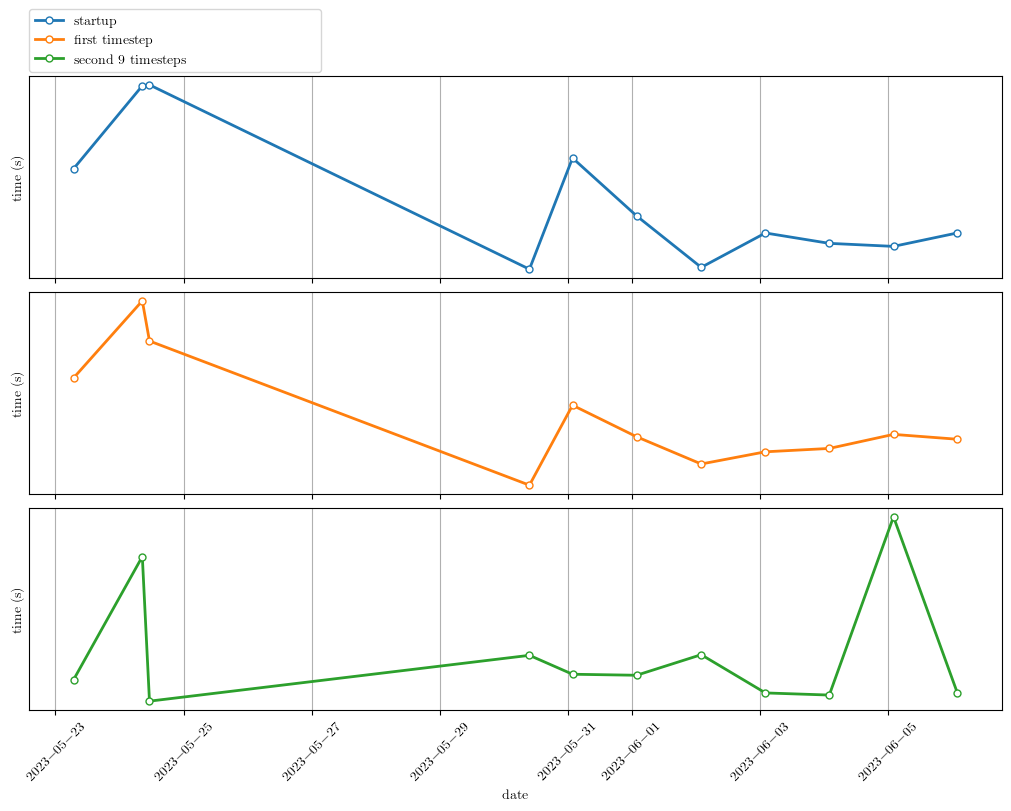 startup
first timestep
second 9 timesteps
time (s)
time (s)
time (s)
2023−05−23
2023−05−25
2023−05−27
2023−05−29
2023−05−31
2023−06−01
2023−06−03
2023−06−05
date